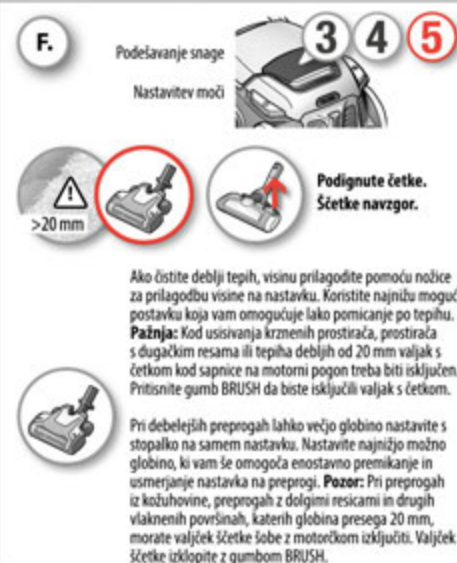 F.
Podešavanje snage
Nastavitev moči
3 4 5
>20 mm
Podignute četke.
Ščetke navzgor.
Ako čistite deblji tepih, visinu prilagodite pomoću nožice
za prilagodbu visine na nastavku. Koristite najnižu moguć
postavku koja vam omogućuje lako pomicanje po tepihu.
Pažnja: Kod usisivanja krznenih prostirača, prostirača
s dugačkim resama ili tepiha debljih od 20 mm valjak s
četkom kod sapnice na motorni pogon treba biti isključen.
Pritisnite gumb BRUSH da biste isključili valjak s četkom.
Pri debelejših preprogah lahko večjo globino nastavite s
stopalko na samem nastavku. Nastavite najnižjo možno
globino, ki vam še omogoča enostavno premikanje in
usmerjanje nastavka na preprogi. Pozor: Pri preprogah
iz kožuhovine, preprogah z dolgimi resicami in drugih
vlaknenih površinah, katerih globina presega 20 mm,
morate valjček ščetke šobe z motorčkom izključiti. Valjček
ščetke izklopite z gumbom BRUSH.